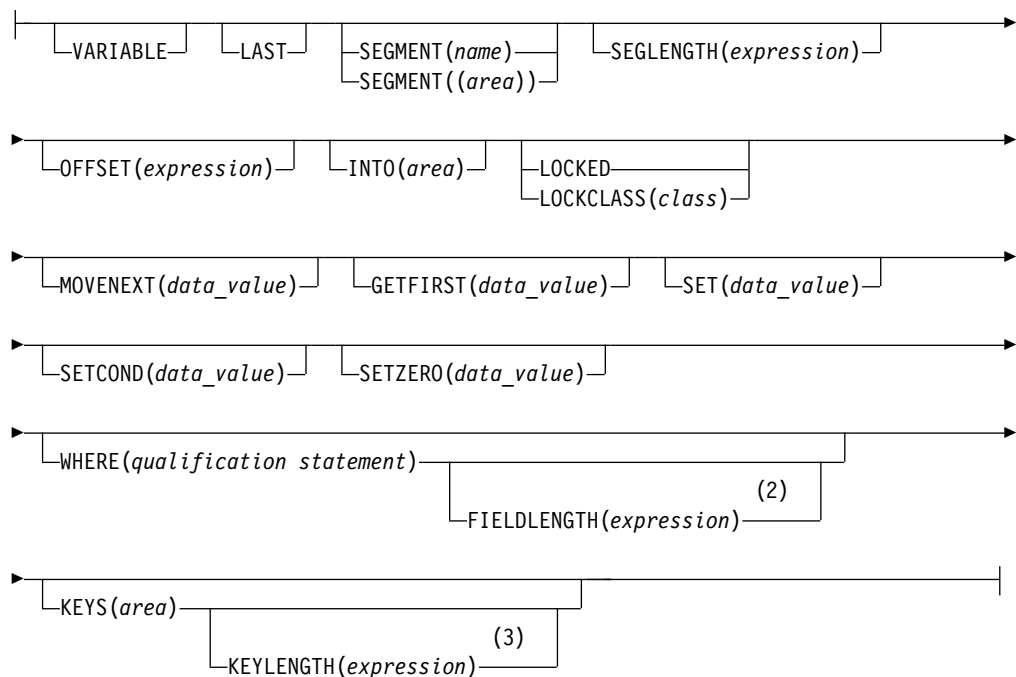 VARIABLE LAST SEGMENT(name) SEGLENGTH(expression)
SEGMENT((area))
OFFSET(expression) INTO(area) LOCKED
LOCKCLASS(class)
MOVENEXT(data_value) GETFIRST(data_value) SET(data_value)
SETCOND(data_value) SETZERO(data_value)
WHERE(qualification statement)
(2)
FIELDLENGTH(expression)
KEYS(area)
(3)
KEYLENGTH(expression)